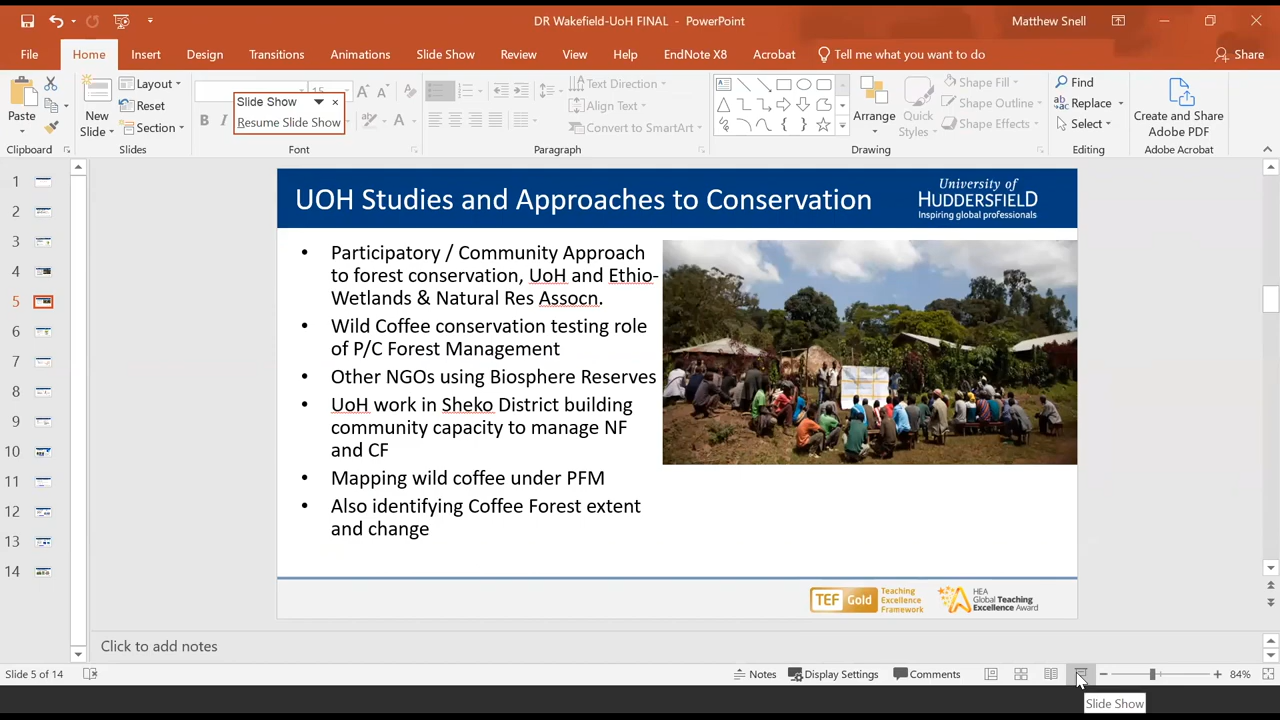 DR Wakefield-UoH FINAL - PowerPoint
Matthew Snell
File
Home
Insert
Design
Transitions
Animations
Slide Show
Review
View
Help
EndNote X8
Acrobat
Tell me what you want to do
Share
Paste
Clipboard
New
Slide
Layout
Reset
Section
Slides
15
Slide Show
Resume Slide Show
B
Font
Text Direction
Align Text
Convert to SmartArt
Paragraph
Arrange
Quick
Styles
Shape Fill
Shape Outline
Shape Effects
Drawing
Find
Replace
Select
Editing
Create and Share
Adobe PDF
Adobe Acrobat
1
2
3
4
5
6
7
8
9
10
11
12
13
14
UOH Studies and Approaches to Conservation
University of
HUDDERSFIELD
Inspiring global professionals
• Participatory / Community Approach
to forest conservation, UoH and Ethio-
Wetlands & Natural Res Assocn.
• Wild Coffee conservation testing role
of P/C Forest Management
• Other NGOs using Biosphere Reserves
• UoH work in Sheko District building
community capacity to manage NF
and CF
• Mapping wild coffee under PFM
• Also identifying Coffee Forest extent
and change
TEF Gold
Teaching
Excellence
Framework
HEA
Global Teaching
Excellence Award
Click to add notes
Slide 5 of 14
Notes
Display Settings
Comments
84%
Slide Show